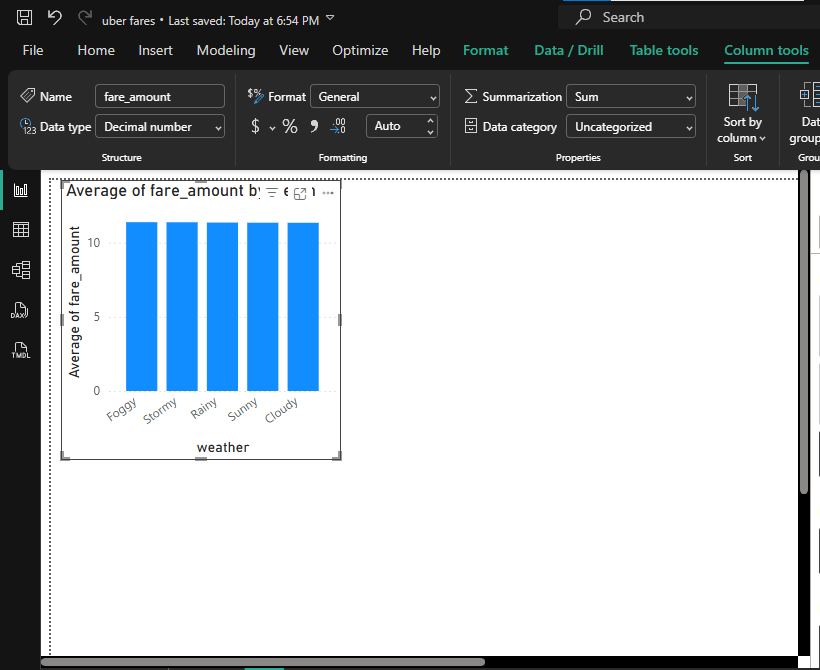 uber fares • Last saved: Today at 6:54 PM
Search
File Home Insert Modeling View Optimize Help Format Data / Drill Table tools Column tools
Name fare_amount
Data type Decimal number
Structure
$% Format General
$ % , .00 Auto
Formatting
Summarization Sum
Data category Uncategorized
Properties
Sort by
column
Sort
Dat
group
Grou
DAX
TMDL
Average of fare_amount by
Average of fare_amount
10
5
0
Foggy Stormy Rainy Sunny Cloudy
weather